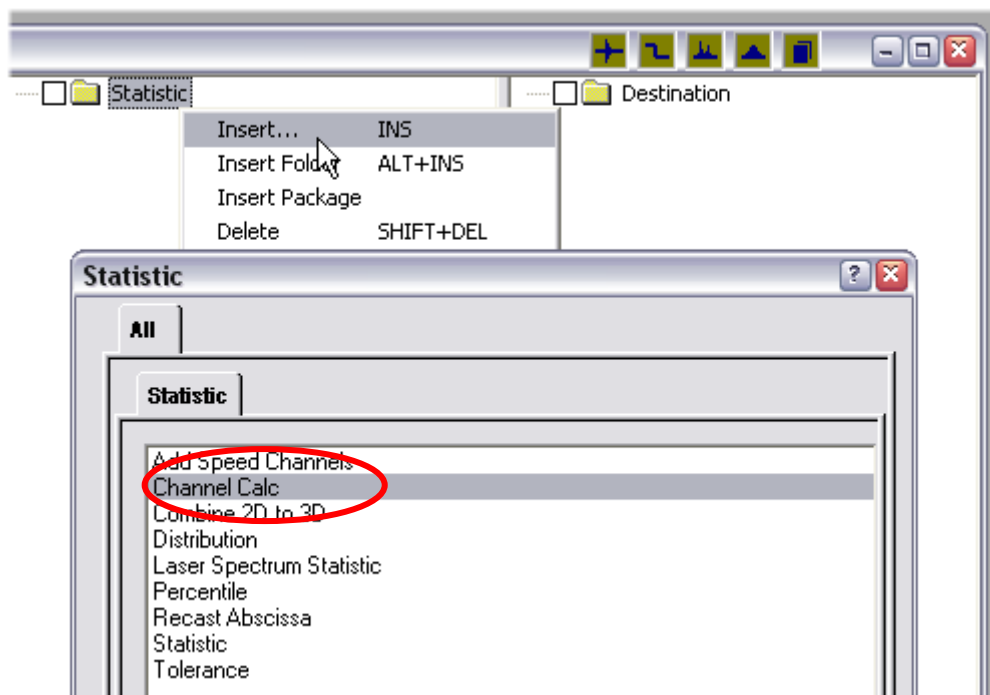 Statistic
Destination
Insert... INS
Insert Folder ALT+INS
Insert Package
Delete SHIFT+DEL
Statistic
All
Statistic
Add Speed Channels
Channel Calc
Combine 2D to 3D
Distribution
Laser Spectrum Statistic
Percentile
Recast Abscissa
Statistic
Tolerance